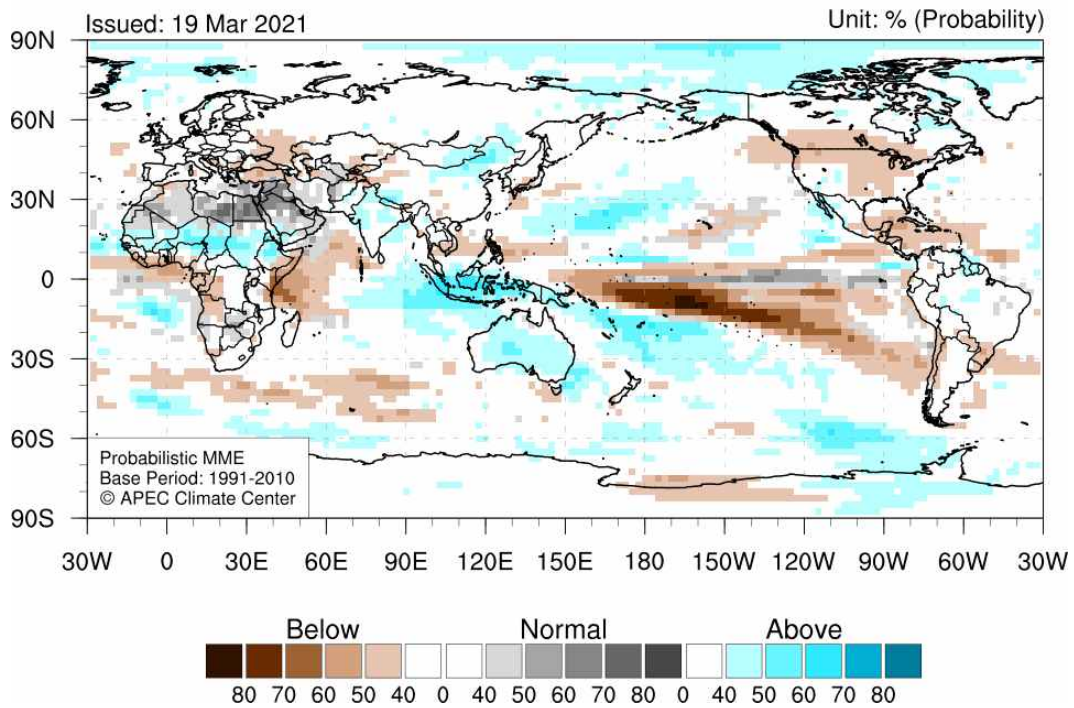 Issued: 19 Mar 2021
Unit: % (Probability)
90N
60N
30N
0
30S
60S
90S
Probabilistic MME
Base Period: 1991-2010
© APEC Climate Center
30W 0 30E 60E 90E 120E 150E 180 150W 120W 90W 60W 30W
Below Normal Above
80 70 60 50 40 0 40 50 60 70 80 0 40 50 60 70 80